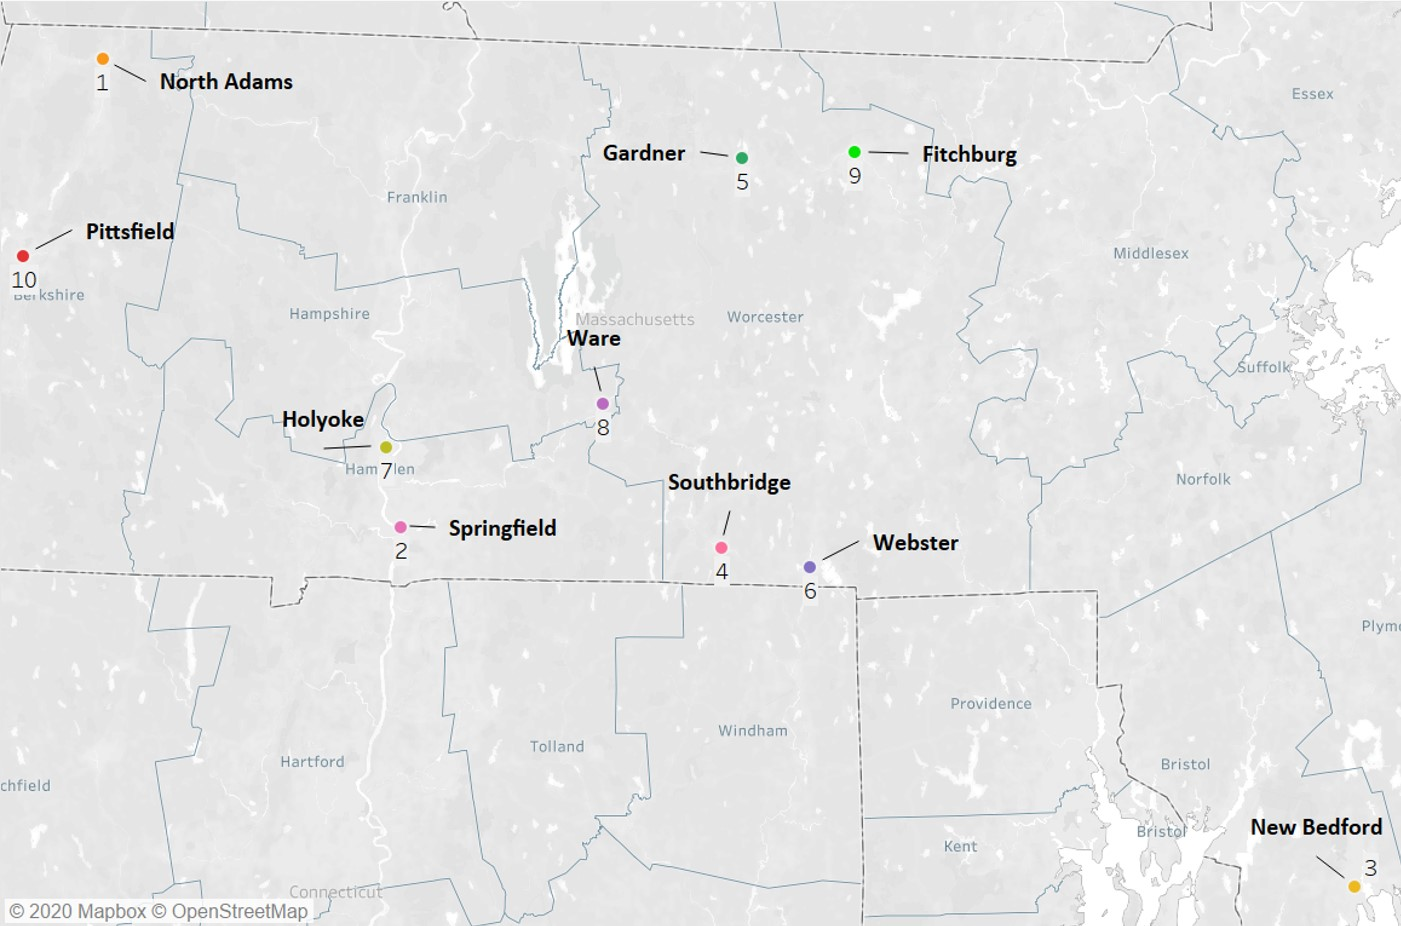 Essex
North Adams
1
Gardner
5
Fitchburg
9
Franklin
Pittsfield
10
Berkshire
Middlesex
Hampshire
Massachusetts
Worcester
Ware
8
Suffolk
Holyoke
7
Hampden
Southbridge
4
Norfolk
Springfield
2
Webster
6
Plym
Providence
Windham
Tolland
Hartford
Bristol
chfield
Bristol
New Bedford
3
Kent
Connecticut
© 2020 Mapbox © OpenStreetMap